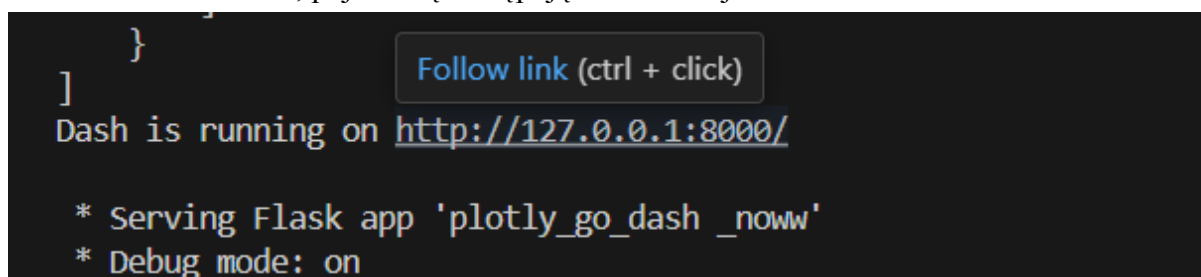 }
]
Follow link (ctrl + click)
Dash is running on http://127.0.0.1:8000/
* Serving Flask app 'plotly_go_dash _noww'
* Debug mode: on